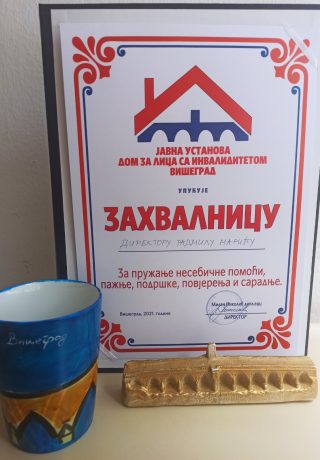 ЈАВНА УСТАНОВА
ДОМ ЗА ЛИЦА СА ИНВАЛИДИТЕТОМ
ВИШЕГРАД
УПУЋУЈЕ
ЗАХВАЛНИЦУ
ДИРЕКТОРУ РАДМИЛУ МАРИЋУ
За пружање несебичне помоћи,
пажње, подршке, повјерења и сарадње.
Вишеград, 2021. године
ДИРЕКТОР
Вишеград